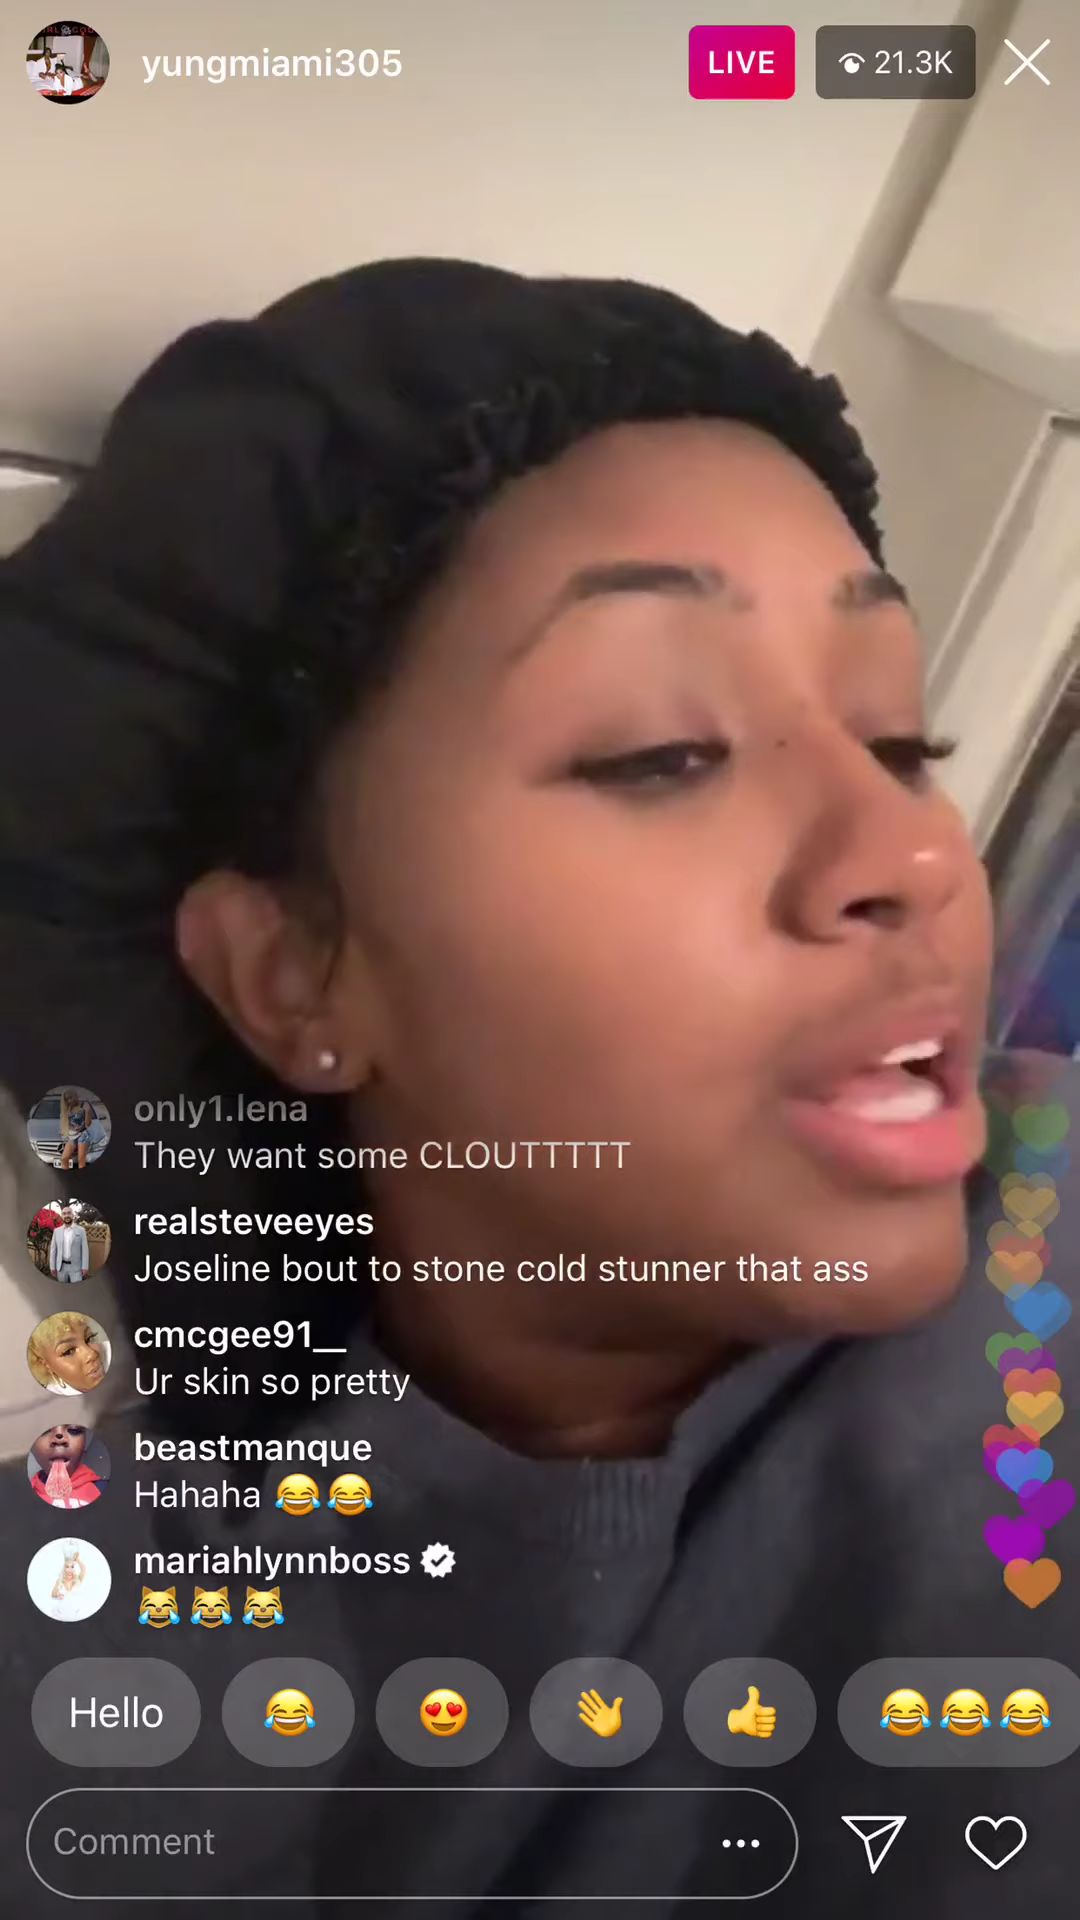 yungmiami305
LIVE
21.3K
only1.lena
They want some CLOUTTTTT
realsteveeyes
Joseline bout to stone cold stunner that ass
cmcgee91__
Ur skin so pretty
beastmanque
Hahaha 😂😂
mariahlynnboss
😹😹😹
Hello 😂 😍 👋 👍 😂😂😂
Comment